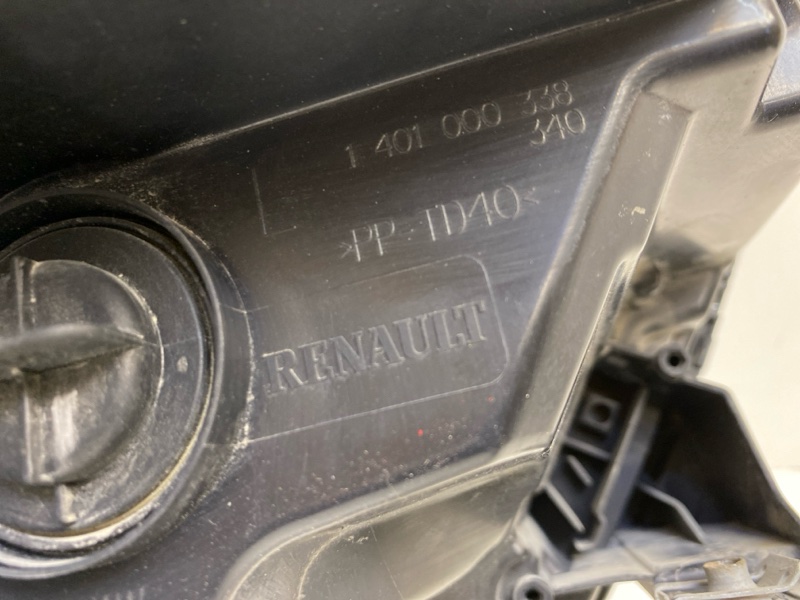 1 401 000 338
340
L
>PP-TD40<
RENAULT